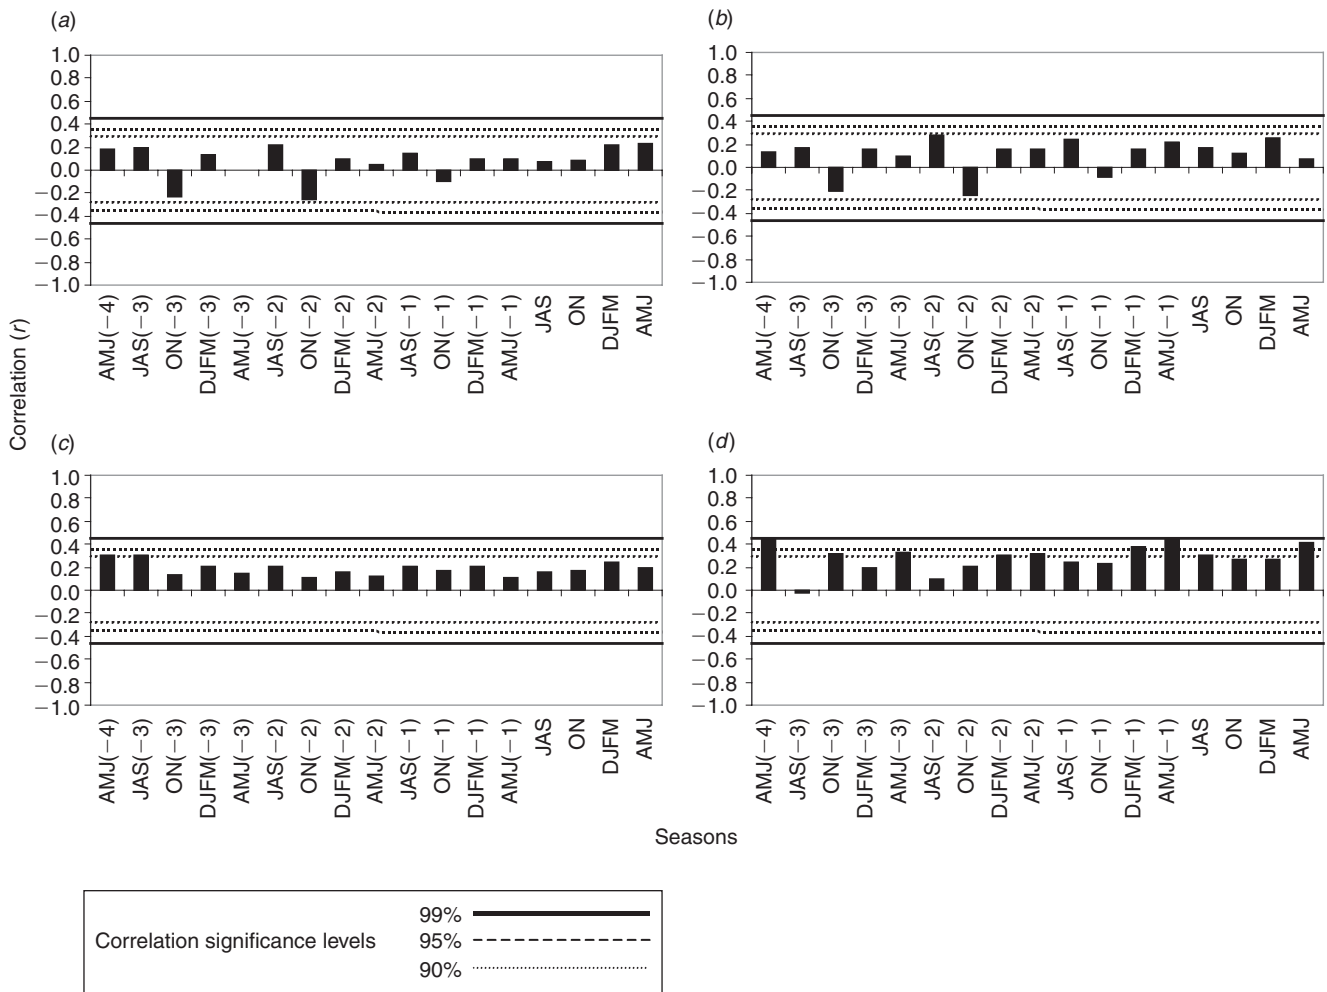 (a)
1.0
0.8
0.6
0.4
0.2
0.0
−0.2
−0.4
−0.6
−0.8
−1.0
AMJ(−4)
JAS(−3)
ON(−3)
DJFM(−3)
AMJ(−3)
JAS(−2)
ON(−2)
DJFM(−2)
AMJ(−2)
JAS(−1)
ON(−1)
DJFM(−1)
AMJ(−1)
JAS
ON
DJFM
AMJ
(b)
1.0
0.8
0.6
0.4
0.2
0.0
−0.2
−0.4
−0.6
−0.8
−1.0
AMJ(−4)
JAS(−3)
ON(−3)
DJFM(−3)
AMJ(−3)
JAS(−2)
ON(−2)
DJFM(−2)
AMJ(−2)
JAS(−1)
ON(−1)
DJFM(−1)
AMJ(−1)
JAS
ON
DJFM
AMJ
Correlation (r)
(c)
1.0
0.8
0.6
0.4
0.2
0.0
−0.2
−0.4
−0.6
−0.8
−1.0
AMJ(−4)
JAS(−3)
ON(−3)
DJFM(−3)
AMJ(−3)
JAS(−2)
ON(−2)
DJFM(−2)
AMJ(−2)
JAS(−1)
ON(−1)
DJFM(−1)
AMJ(−1)
JAS
ON
DJFM
AMJ
(d)
1.0
0.8
0.6
0.4
0.2
0.0
−0.2
−0.4
−0.6
−0.8
−1.0
AMJ(−4)
JAS(−3)
ON(−3)
DJFM(−3)
AMJ(−3)
JAS(−2)
ON(−2)
DJFM(−2)
AMJ(−2)
JAS(−1)
ON(−1)
DJFM(−1)
AMJ(−1)
JAS
ON
DJFM
AMJ
Seasons
Correlation significance levels
99%
95%
90%